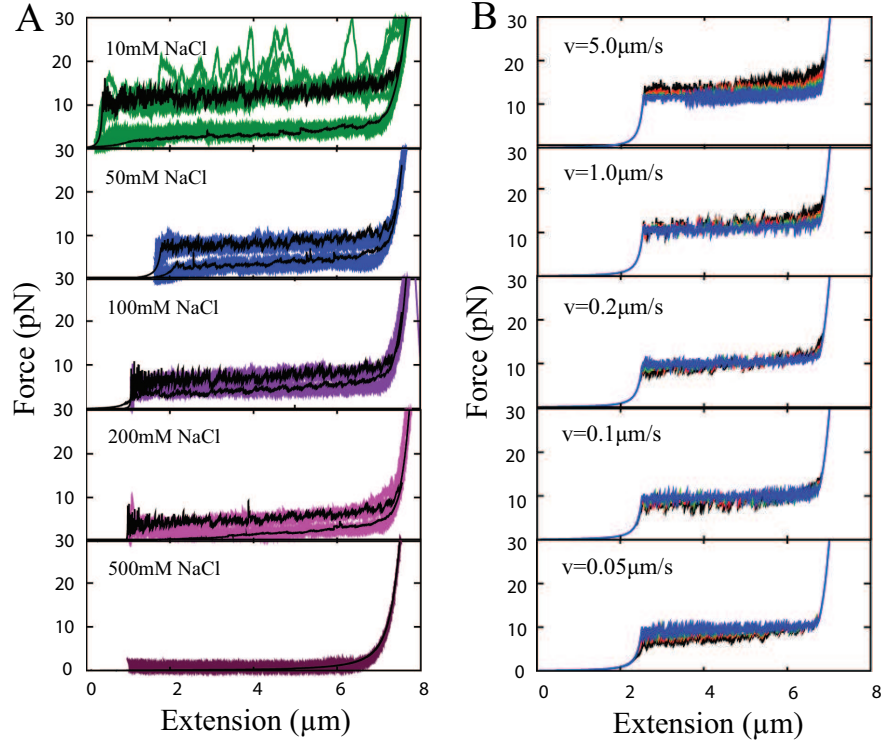 A
30
10mM NaCl
20
10
30
50mM NaCl
20
10
30
100mM NaCl
20
10
30
200mM NaCl
20
10
30
500mM NaCl
20
10
0
0 2 4 6 8
Force (pN)
Extension (µm)
B
30
v=5.0µm/s
20
10
30
v=1.0µm/s
20
10
30
v=0.2µm/s
20
10
30
v=0.1µm/s
20
10
30
v=0.05µm/s
20
10
0
0 2 4 6 8
Force (pN)
Extension (µm)